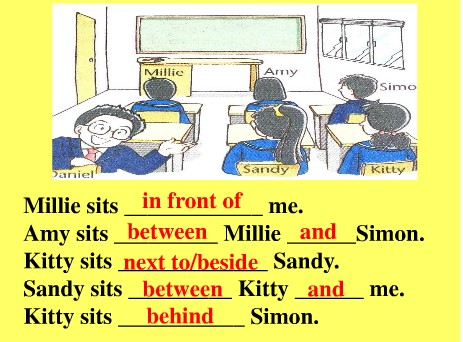 Millie
Amy
Simo
Daniel
Sandy
Kitty
Millie sits in front of me.
Amy sits between Millie and Simon.
Kitty sits next to/beside Sandy.
Sandy sits between Kitty and me.
Kitty sits behind Simon.